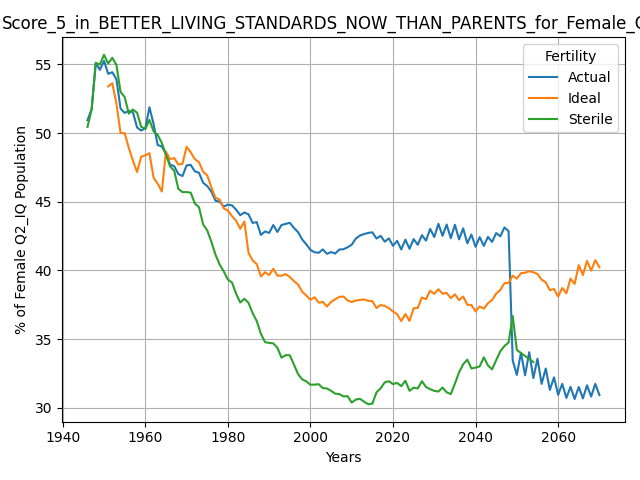 Score_5_in_BETTER_LIVING_STANDARDS_NOW_THAN_PARENTS_for_Female_
Fertility
Actual
Ideal
Sterile
% of Female Q2_IQ Population
55
50
45
40
35
30
1940 1960 1980 2000 2020 2040 2060
Years